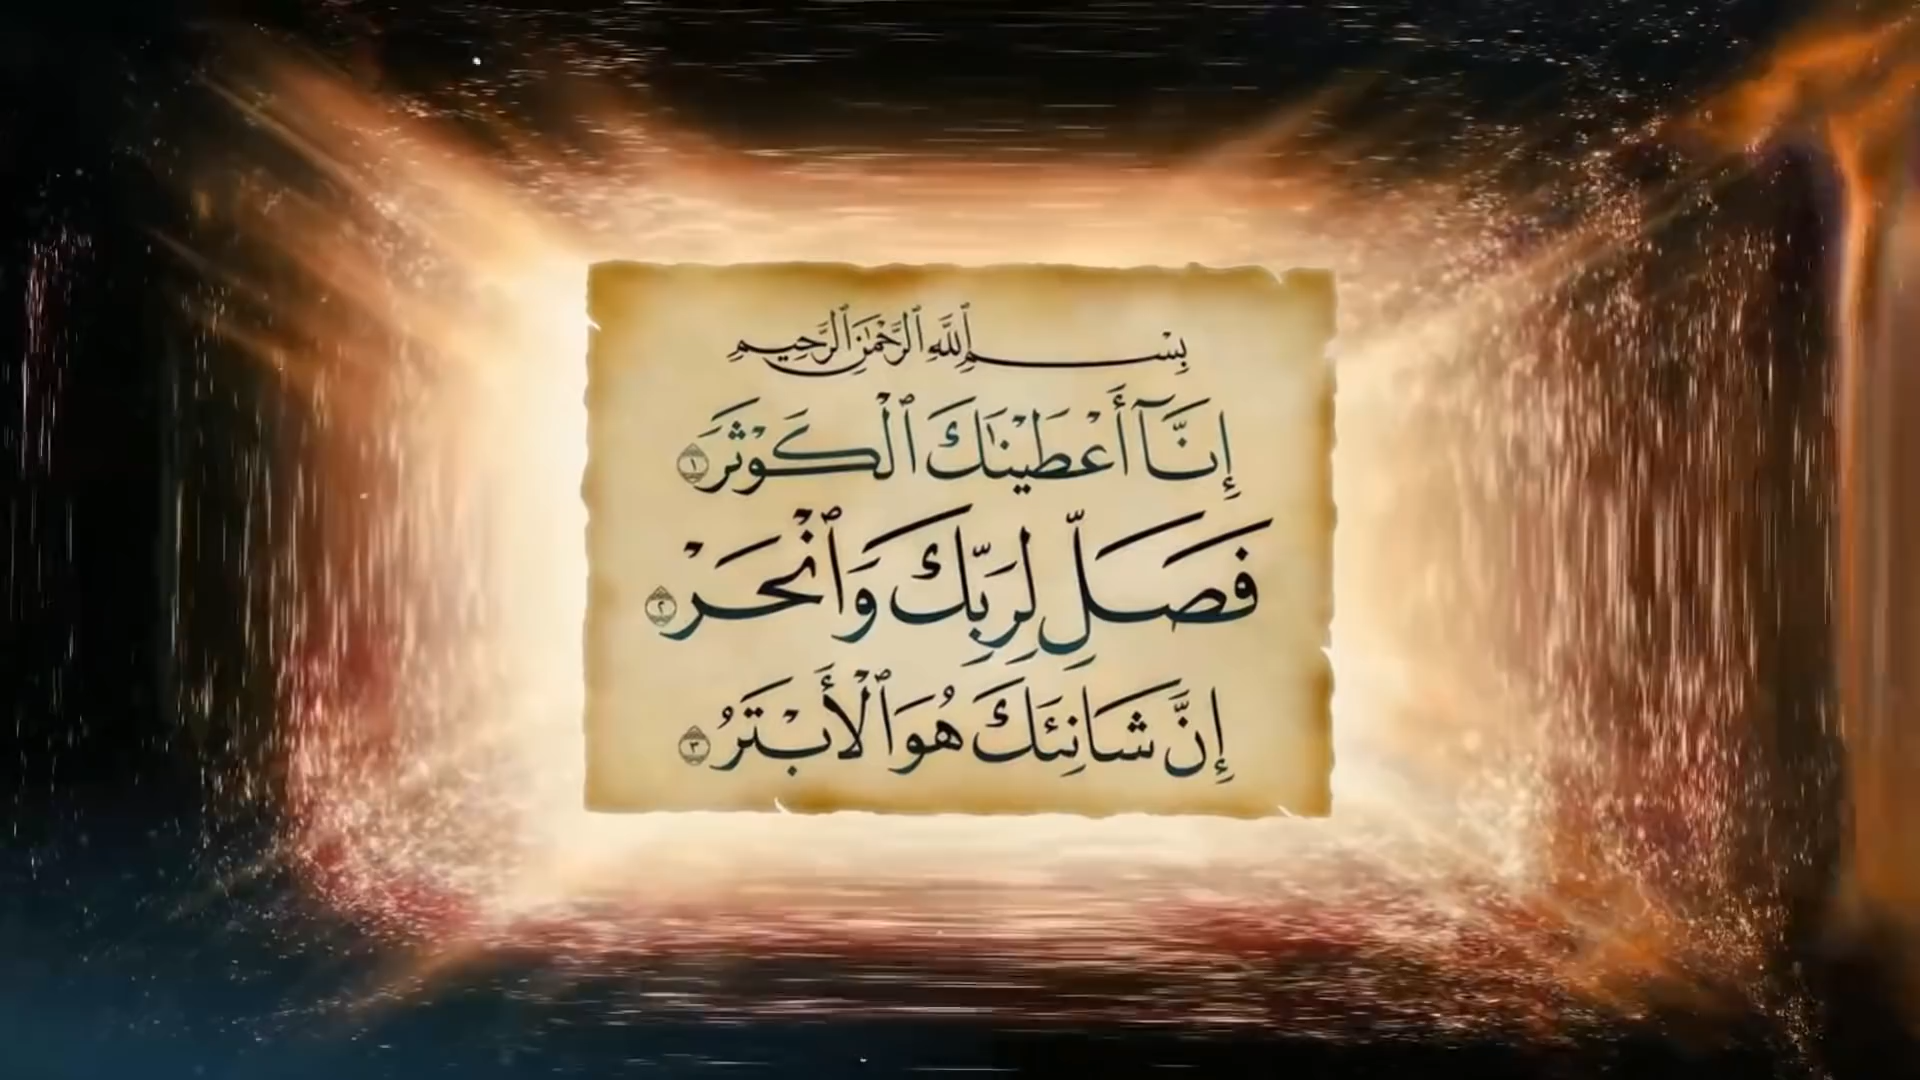 بِسْمِ ٱللَّهِ ٱلرَّحْمَٰنِ ٱلرَّحِيمِ
إِنَّآ أَعْطَيْنَٰكَ ٱلْكَوْثَرَ ١
فَصَلِّ لِرَبِّكَ وَٱنْحَرْ ٢
إِنَّ شَانِئَكَ هُوَ ٱلْأَبْتَرُ ٣